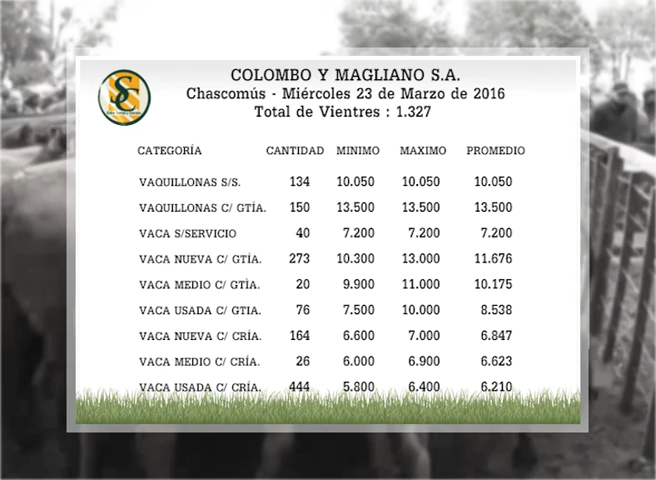 COLOMBO Y MAGLIANO S.A.
Chascomús - Miércoles 23 de Marzo de 2016
Total de Vientres : 1.327
CATEGORÍA CANTIDAD MINIMO MAXIMO PROMEDIO
VAQUILLONAS S/S. 134 10.050 10.050 10.050
VAQUILLONAS C/ GTÍA. 150 13.500 13.500 13.500
VACA S/SERVICIO 40 7.200 7.200 7.200
VACA NUEVA C/ GTÍA. 273 10.300 13.000 11.676
VACA MEDIO C/ GTÌA. 20 9.900 11.000 10.175
VACA USADA C/ GTIA. 76 7.500 10.000 8.538
VACA NUEVA C/ CRÍA. 164 6.600 7.000 6.847
VACA MEDIO C/ CRÍA. 26 6.000 6.900 6.623
VACA USADA C/ CRÍA. 444 5.800 6.400 6.210